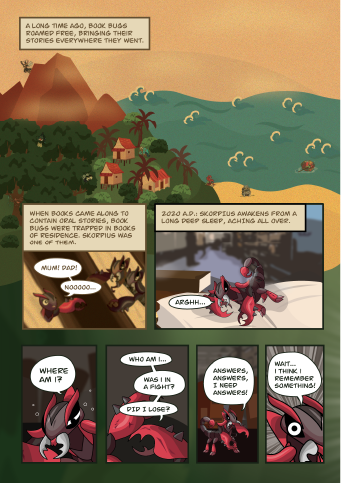 A LONG TIME AGO, BOOK BUGS
ROAMED FREE, BRINGING THEIR
STORIES EVERYWHERE THEY WENT.
WHEN BOOKS CAME ALONG TO
CONTAIN ORAL STORIES, BOOK
BUGS WERE TRAPPED IN BOOKS
OF RESIDENCE. SKORPIUS WAS
ONE OF THEM.
MUM! DAD!
NOOOOO...
2020 A.D.: SKORPIUS AWAKENS FROM A
LONG DEEP SLEEP, ACHING ALL OVER.
ARGHH...
WHERE
AM I?
WHO AM I...
WAS I IN
A FIGHT?
DID I LOSE?
ANSWERS,
ANSWERS,
I NEED
ANSWERS!
WAIT...
I THINK I
REMEMBER
SOMETHING!